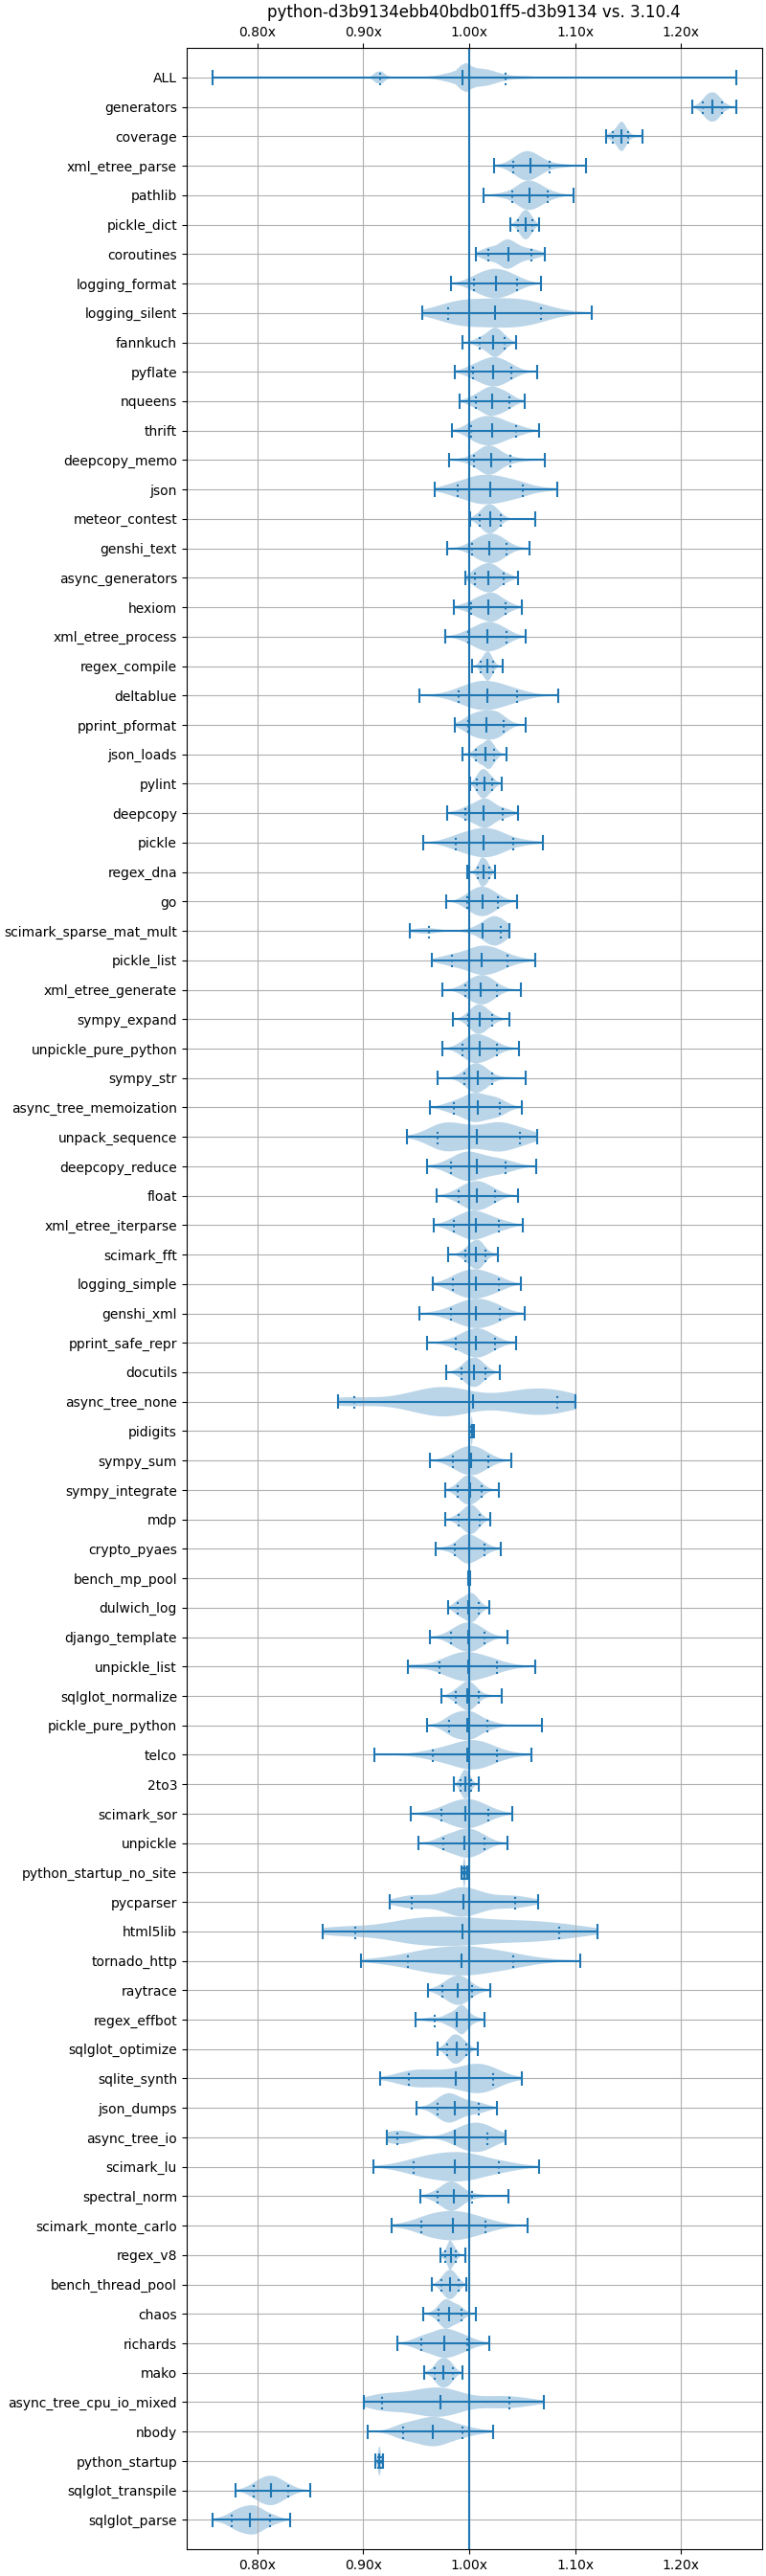 python-d3b9134ebb40bdb01ff5-d3b9134 vs. 3.10.4
0.80x 0.90x 1.00x 1.10x 1.20x
ALL
generators
coverage
xml_etree_parse
pathlib
pickle_dict
coroutines
logging_format
logging_silent
fannkuch
pyflate
nqueens
thrift
deepcopy_memo
json
meteor_contest
genshi_text
async_generators
hexiom
xml_etree_process
regex_compile
deltablue
pprint_pformat
json_loads
pylint
deepcopy
pickle
regex_dna
go
scimark_sparse_mat_mult
pickle_list
xml_etree_generate
sympy_expand
unpickle_pure_python
sympy_str
async_tree_memoization
unpack_sequence
deepcopy_reduce
float
xml_etree_iterparse
scimark_fft
logging_simple
genshi_xml
pprint_safe_repr
docutils
async_tree_none
pidigits
sympy_sum
sympy_integrate
mdp
crypto_pyaes
bench_mp_pool
dulwich_log
django_template
unpickle_list
sqlglot_normalize
pickle_pure_python
telco
2to3
scimark_sor
unpickle
python_startup_no_site
pycparser
html5lib
tornado_http
raytrace
regex_effbot
sqlglot_optimize
sqlite_synth
json_dumps
async_tree_io
scimark_lu
spectral_norm
scimark_monte_carlo
regex_v8
bench_thread_pool
chaos
richards
mako
async_tree_cpu_io_mixed
nbody
python_startup
sqlglot_transpile
sqlglot_parse
0.80x 0.90x 1.00x 1.10x 1.20x